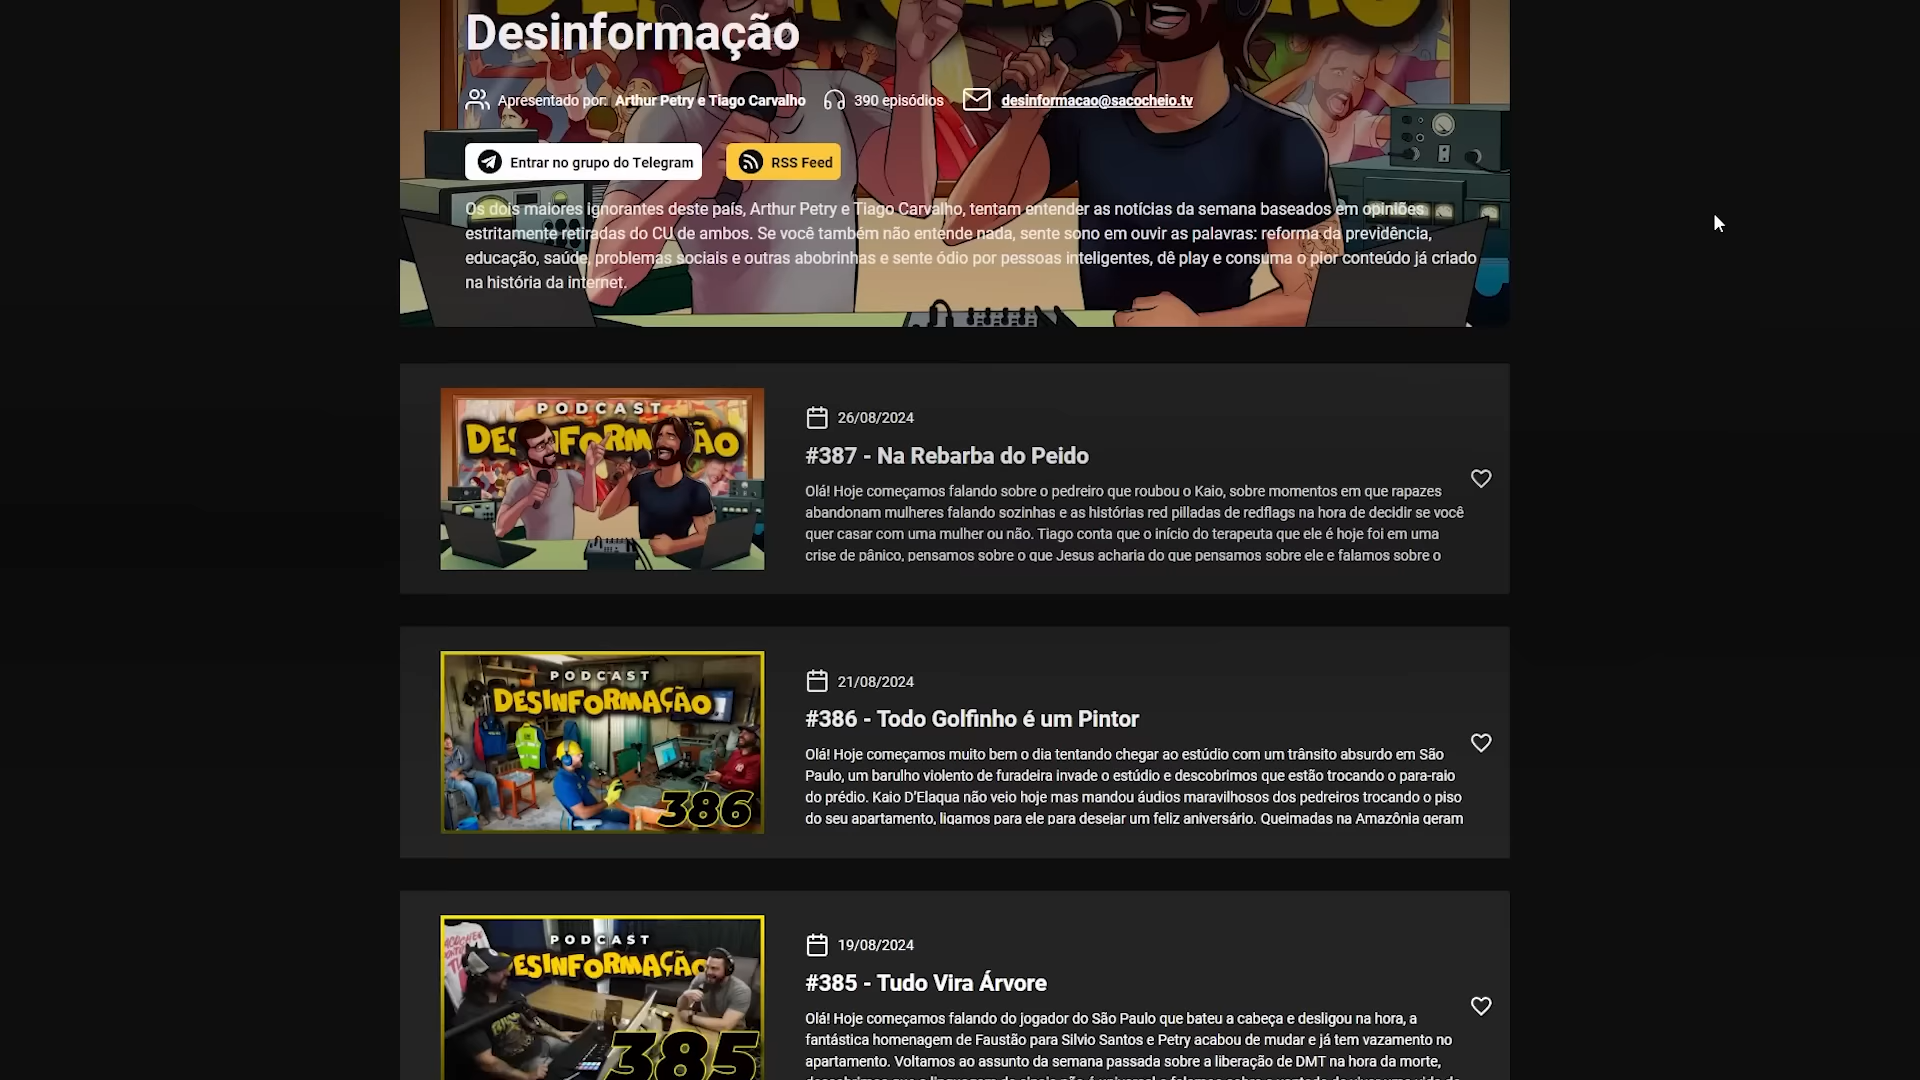 Desinformação
Apresentado por: Arthur Petry e Tiago Carvalho 390 episódios desinformacao@sacocheio.tv
Entrar no grupo do Telegram RSS Feed
Os dois maiores ignorantes deste país, Arthur Petry e Tiago Carvalho, tentam entender as notícias da semana baseados em opiniões
estritamente retiradas do CU de ambos. Se você também não entende nada, sente sono em ouvir as palavras: reforma da previdência,
educação, saúde, problemas sociais e outras abobrinhas e sente ódio por pessoas inteligentes, dê play e consuma o pior conteúdo já criado
na história da internet.
PODCAST
26/08/2024
#387 - Na Rebarba do Peido
Olá! Hoje começamos falando sobre o pedreiro que roubou o Kaio, sobre momentos em que rapazes
abandonam mulheres falando sozinhas e as histórias red pilladas de redflags na hora de decidir se você
quer casar com uma mulher ou não. Tiago conta que o início do terapeuta que ele é hoje foi em uma
crise de pânico, pensamos sobre o que Jesus acharia do que pensamos sobre ele e falamos sobre o
PODCAST
DESINFORMAÇÃO
386
21/08/2024
#386 - Todo Golfinho é um Pintor
Olá! Hoje começamos muito bem o dia tentando chegar ao estúdio com um trânsito absurdo em São
Paulo, um barulho violento de furadeira invade o estúdio e descobrimos que estão trocando o para-raio
do prédio. Kaio D'Elaqua não veio hoje mas mandou áudios maravilhosos dos pedreiros trocando o piso
do seu apartamento, ligamos para ele para desejar um feliz aniversário. Queimadas na Amazônia geram
PODCAST
ESINFORMAÇÃO
385
19/08/2024
#385 - Tudo Vira Árvore
Olá! Hoje começamos falando do jogador do São Paulo que bateu a cabeça e desligou na hora, a
fantástica homenagem de Faustão para Silvio Santos e Petry acabou de mudar e já tem vazamento no
apartamento. Voltamos ao assunto da semana passada sobre a liberação de DMT na hora da morte,